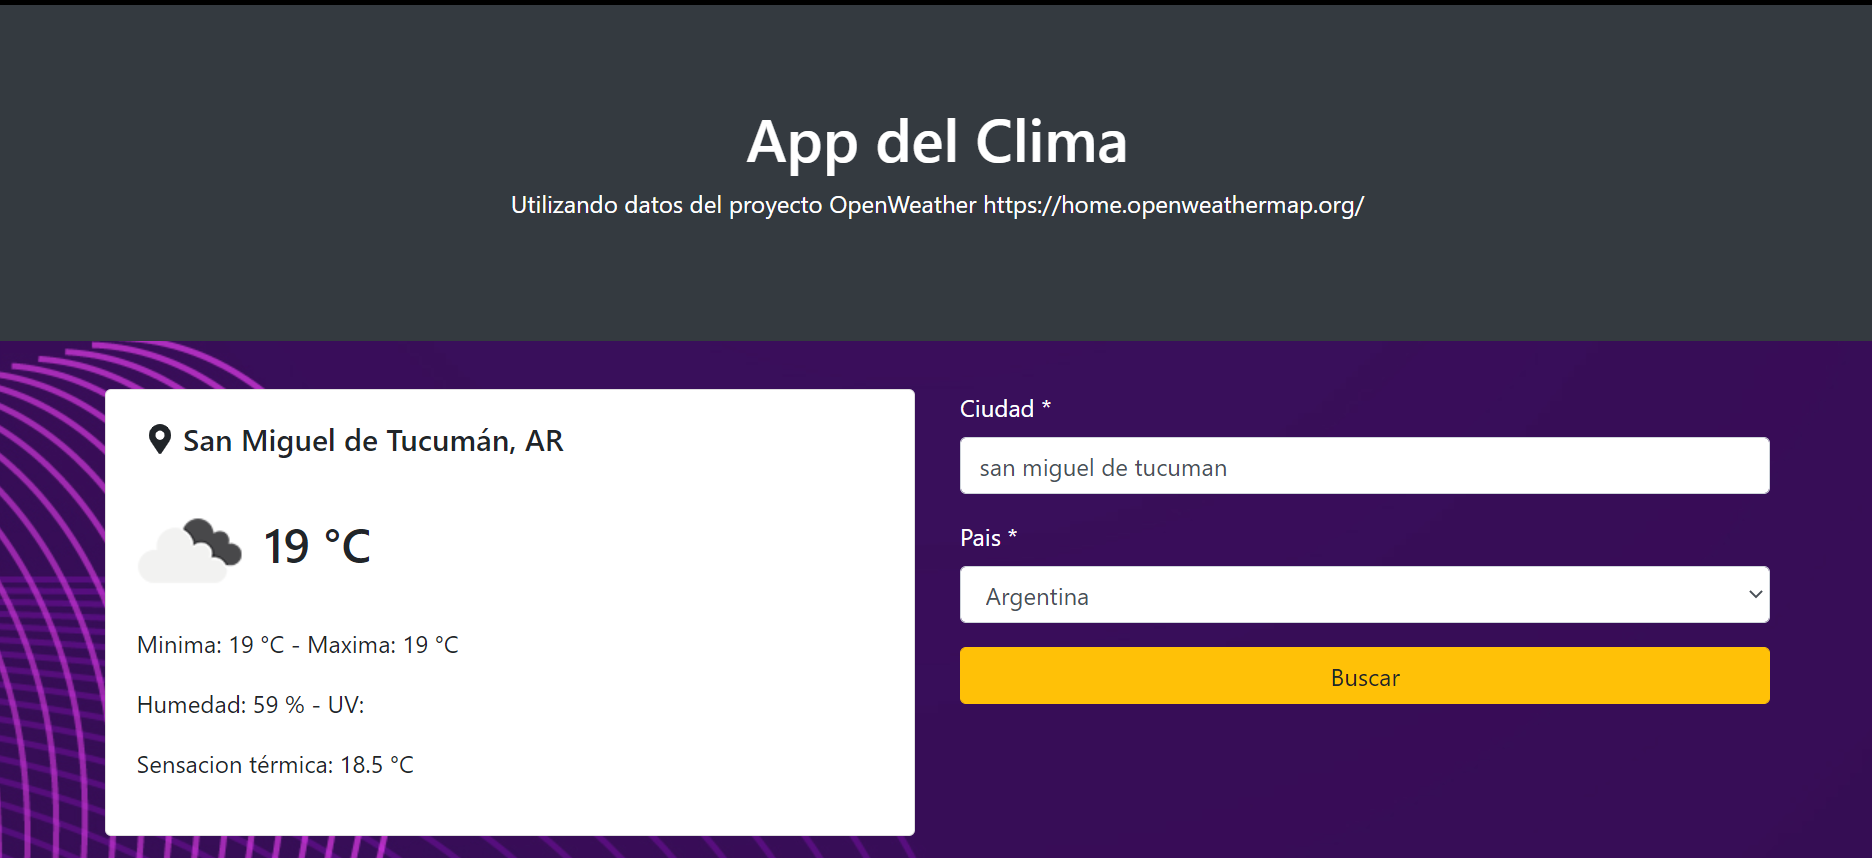 App del Clima
Utilizando datos del proyecto OpenWeather https://home.openweathermap.org/
San Miguel de Tucumán, AR
19 °C
Minima: 19 °C - Maxima: 19 °C
Humedad: 59 % - UV:
Sensacion térmica: 18.5 °C
Ciudad *
san miguel de tucuman
Pais *
Argentina
Buscar